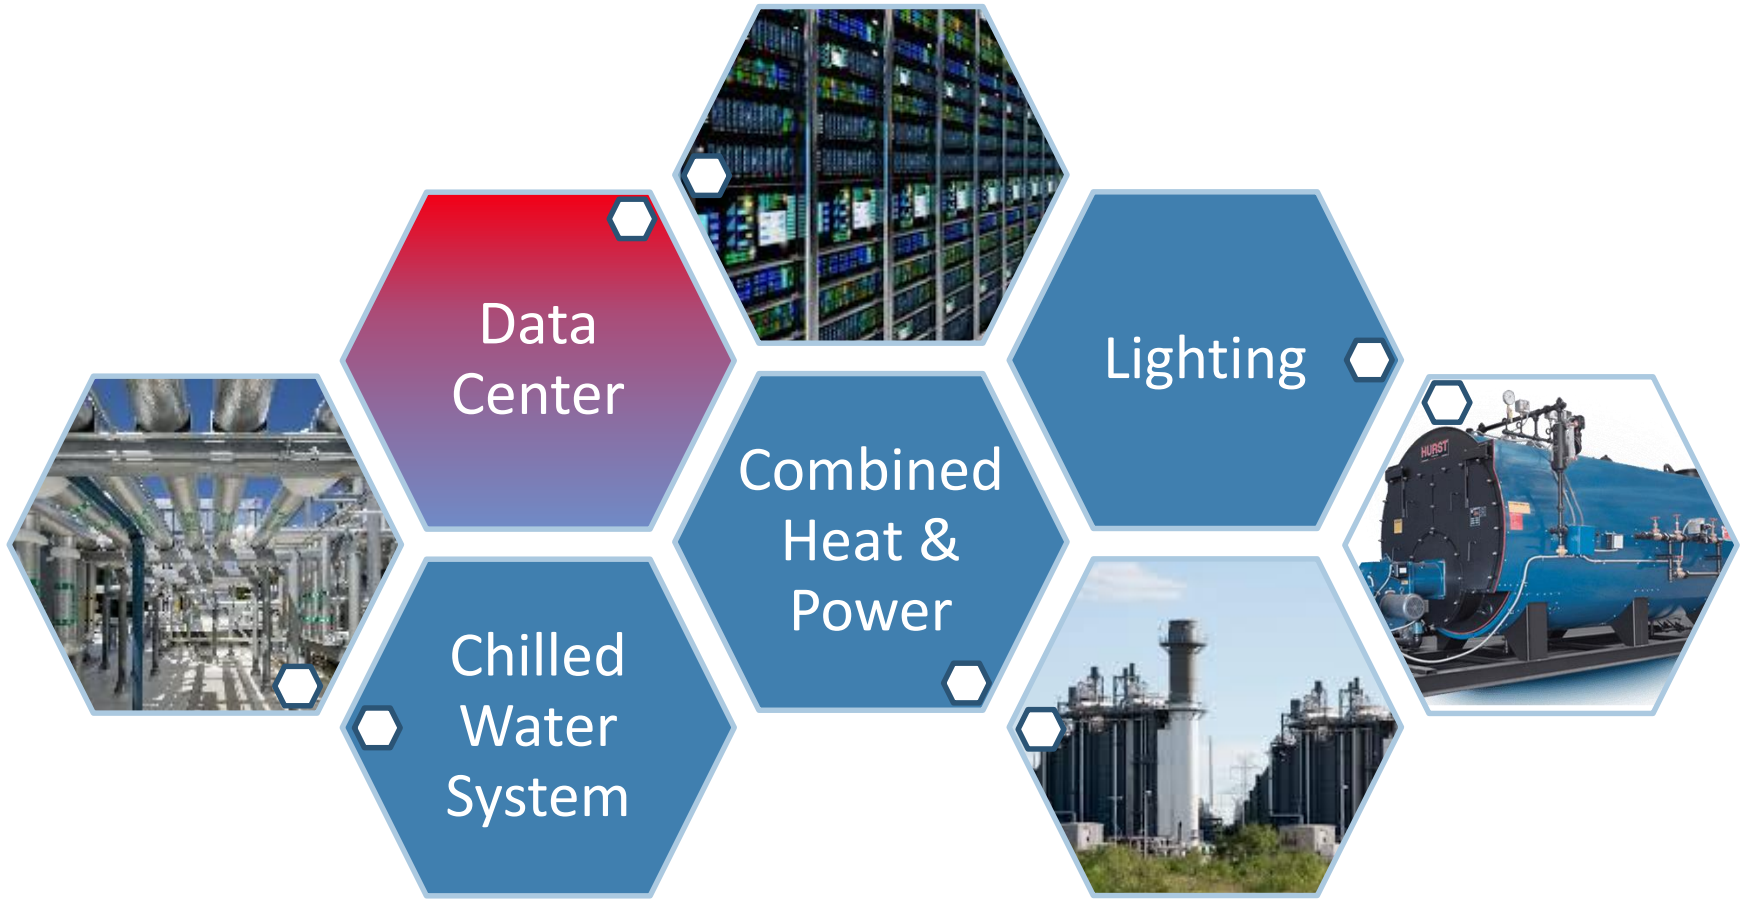 Data
Center
Lighting
Combined
Heat &
Power
HURST
Chilled
Water
System